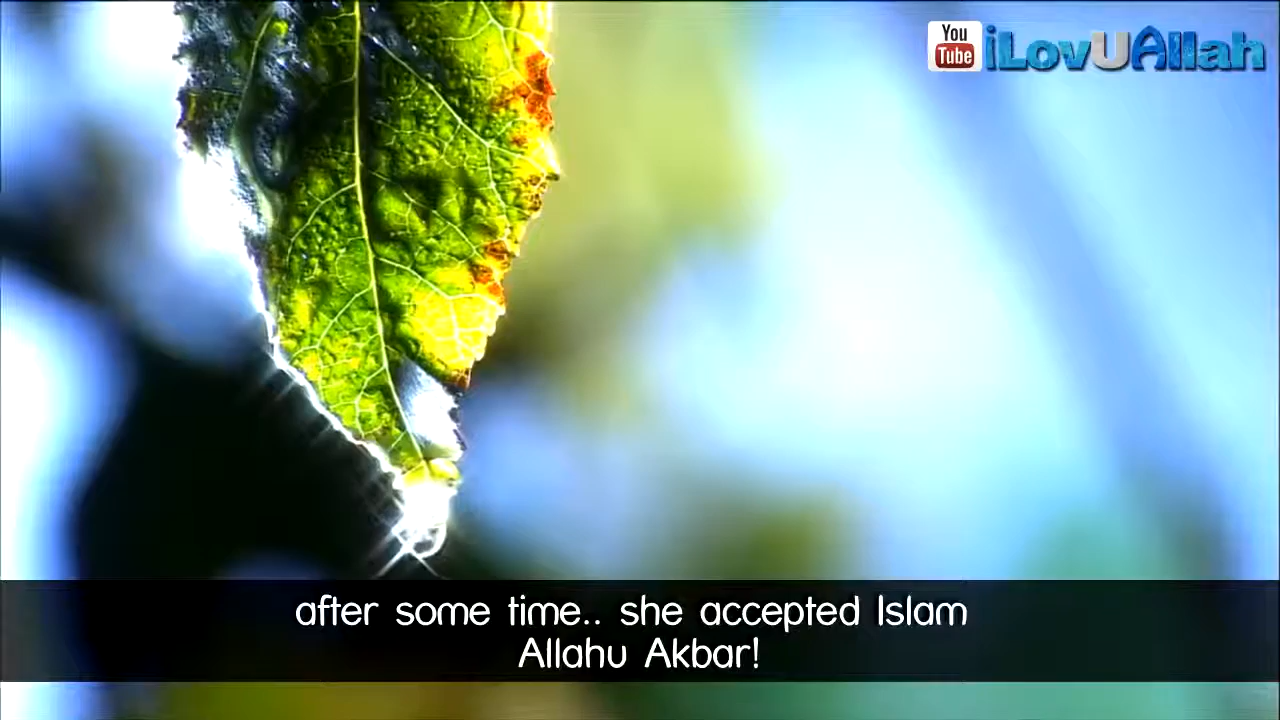 You
Tube
iLovUAllah
after some time.. she accepted Islam
Allahu Akbar!